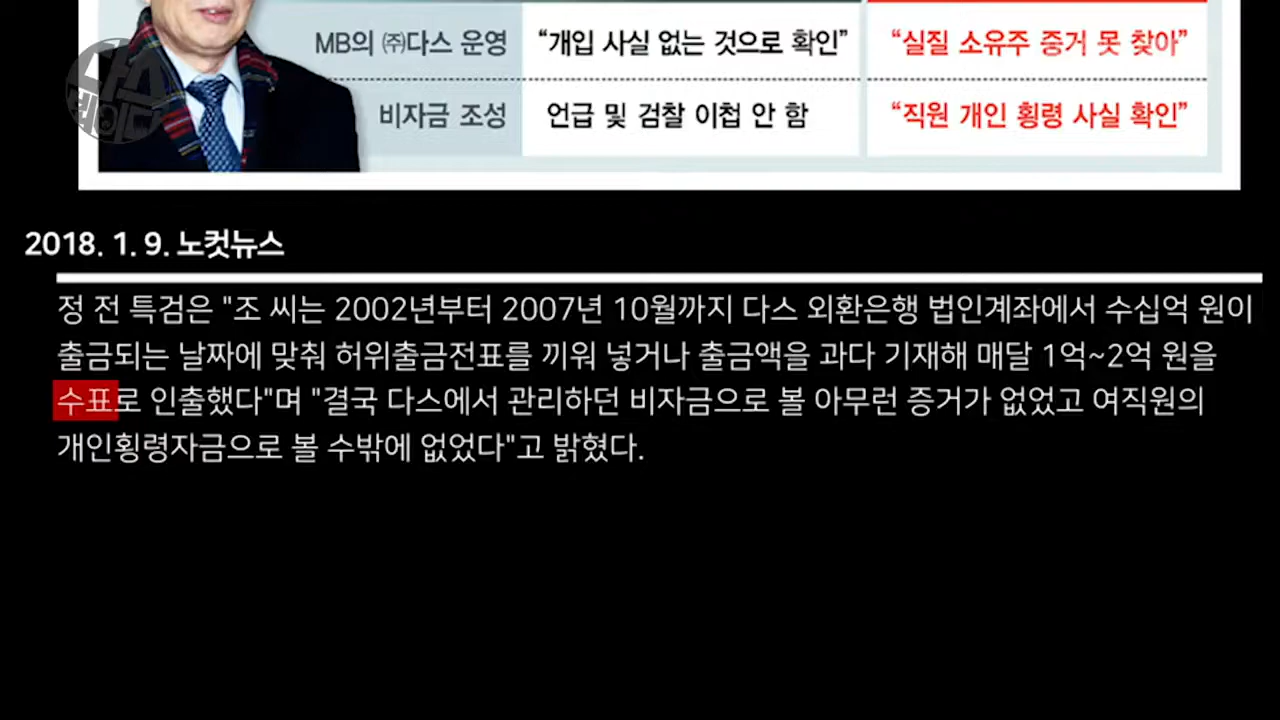 MB의 ㈜다스 운영 "개입 사실 없는 것으로 확인" "실질 소유주 증거 못 찾아"
비자금 조성 언급 및 검찰 이첩 안 함 "직원 개인 횡령 사실 확인"
2018. 1. 9. 노컷뉴스
정 전 특검은 "조 씨는 2002년부터 2007년 10월까지 다스 외환은행 법인계좌에서 수십억 원이
출금되는 날짜에 맞춰 허위출금전표를 끼워 넣거나 출금액을 과다 기재해 매달 1억~2억 원을
수표로 인출했다"며 "결국 다스에서 관리하던 비자금으로 볼 아무런 증거가 없었고 여직원의
개인횡령자금으로 볼 수밖에 없었다"고 밝혔다.